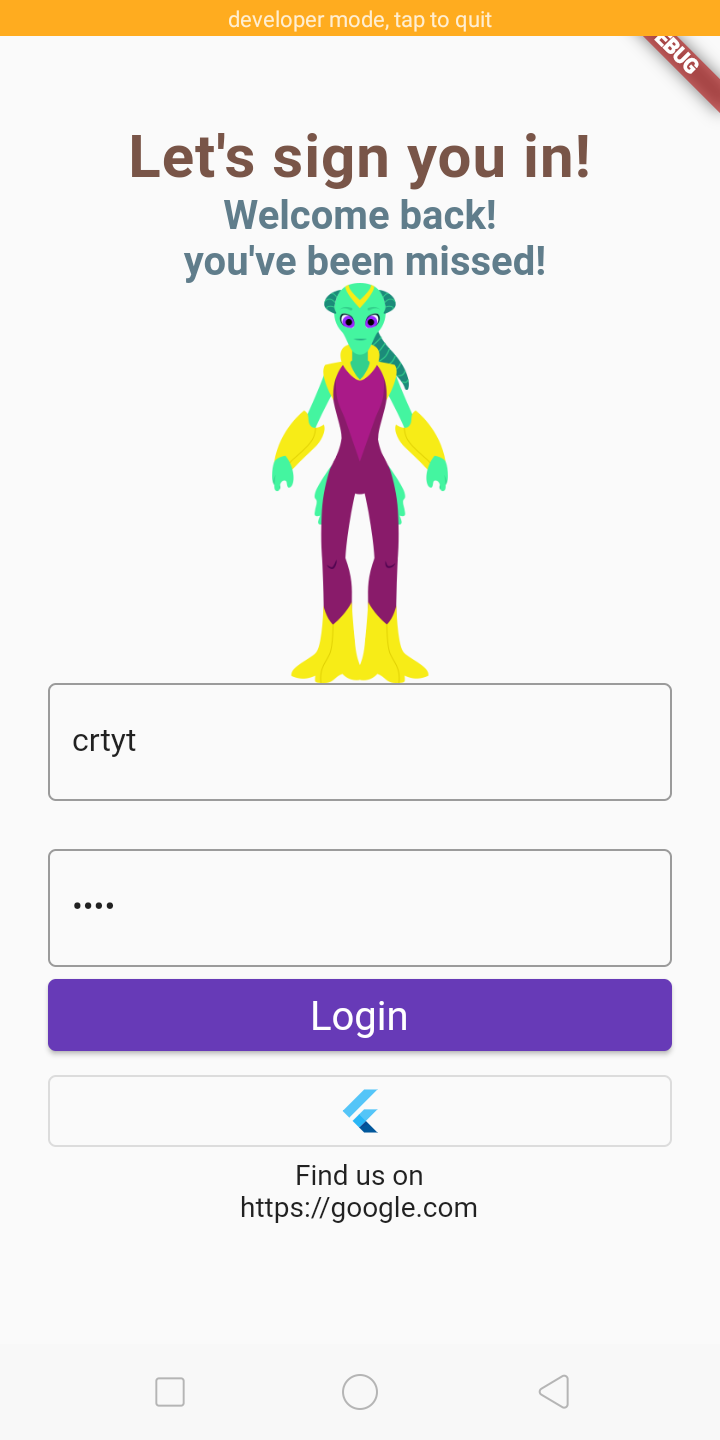 developer mode, tap to quit
EBUG
Let's sign you in!
Welcome back!
you've been missed!
crtyt
••••
Login
Find us on
https://google.com